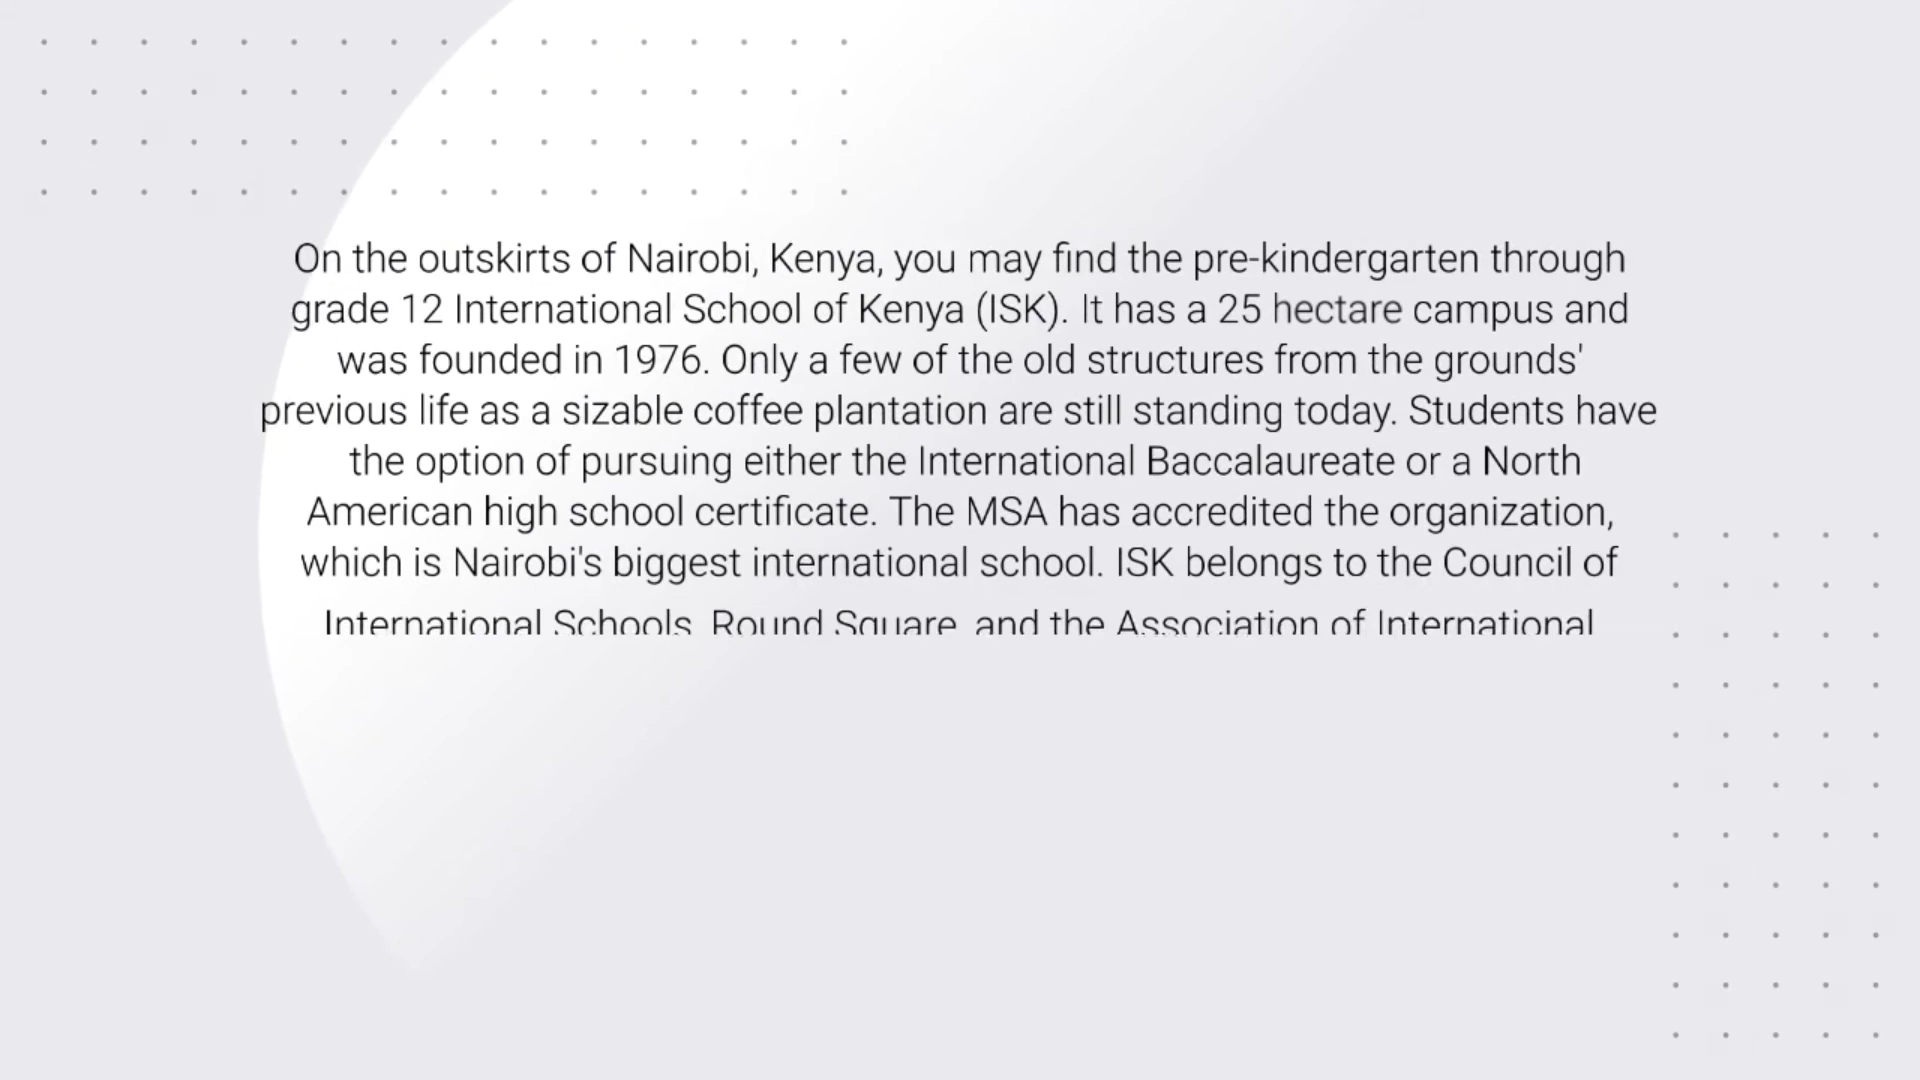 On the outskirts of Nairobi, Kenya, you may find the pre-kindergarten through
grade 12 International School of Kenya (ISK). It has a 25 hectare campus and
was founded in 1976. Only a few of the old structures from the grounds'
previous life as a sizable coffee plantation are still standing today. Students have
the option of pursuing either the International Baccalaureate or a North
American high school certificate. The MSA has accredited the organization,
which is Nairobi's biggest international school. ISK belongs to the Council of
International Schools, Round Square, and the Association of International